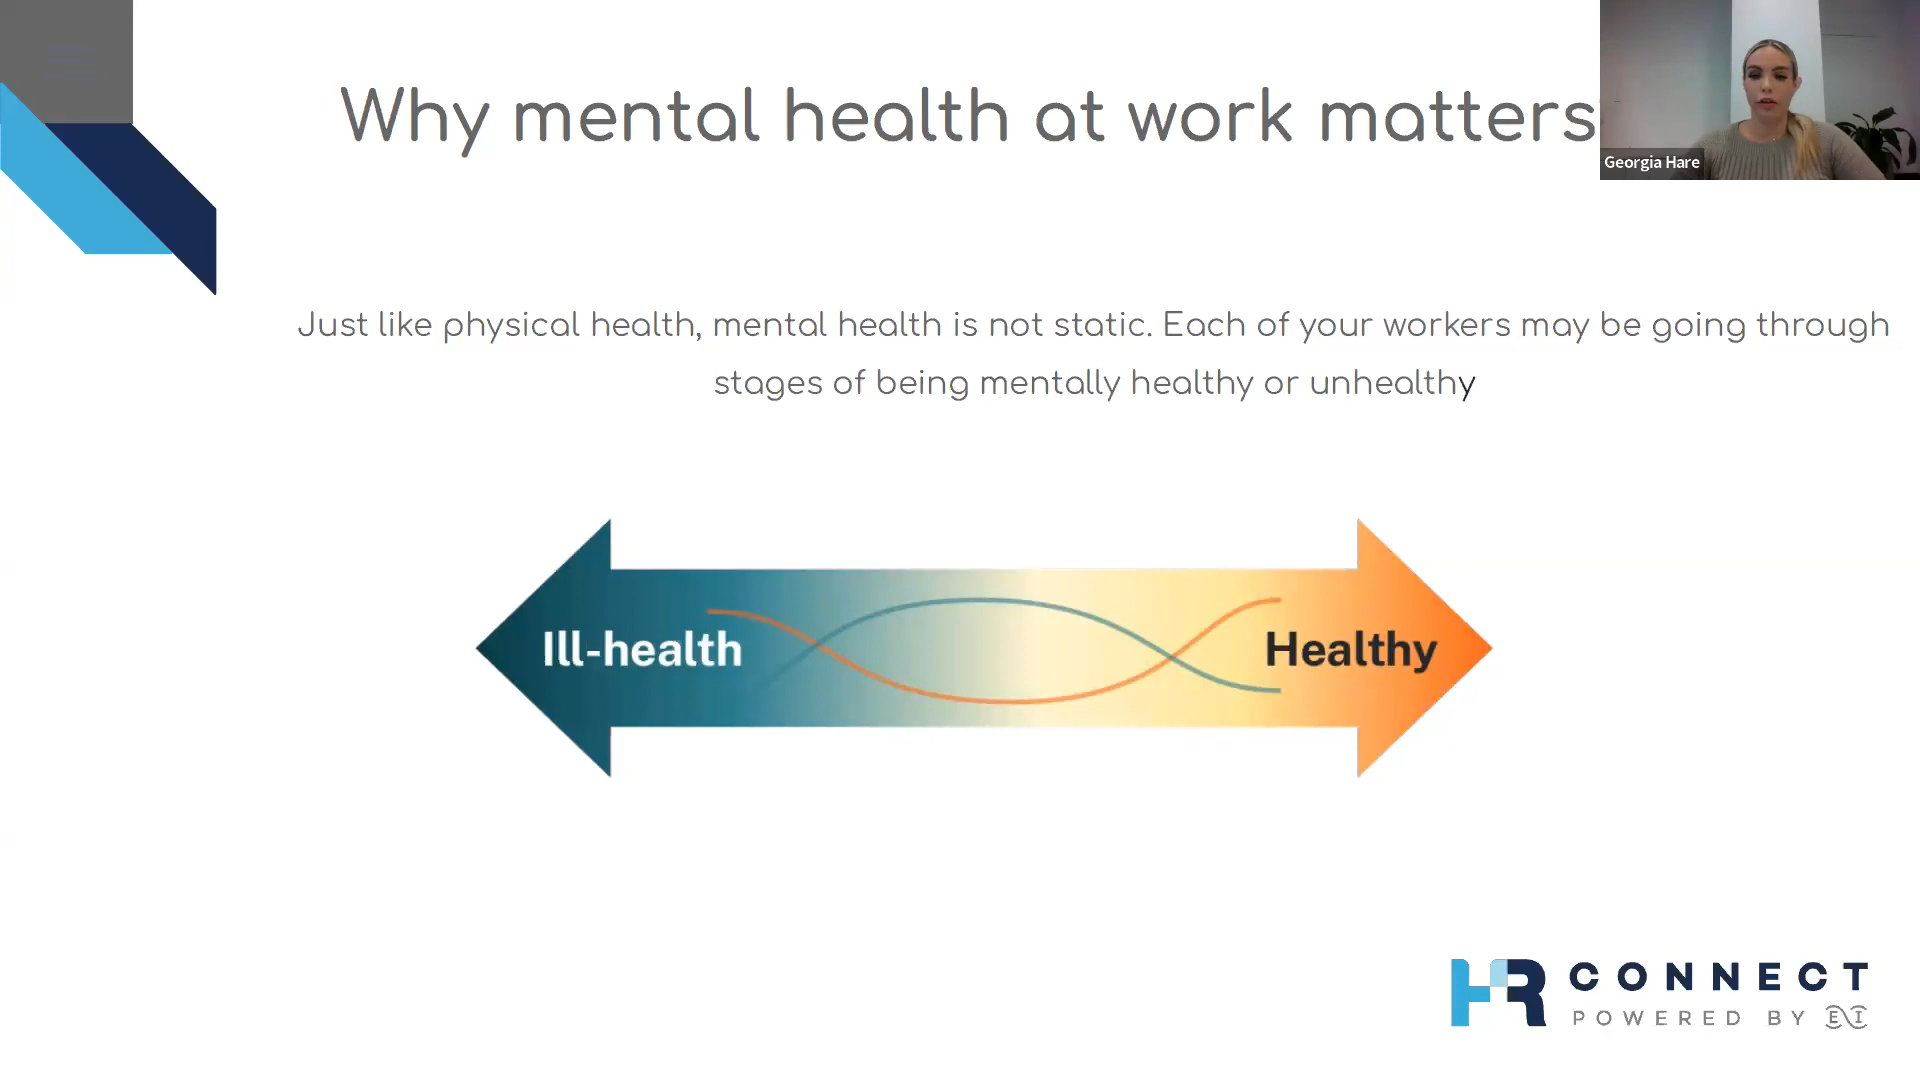 Why mental health at work matters
Georgia Hare
Just like physical health, mental health is not static. Each of your workers may be going through
stages of being mentally healthy or unhealthy
Ill-health
Healthy
HR CONNECT
POWERED BY EI